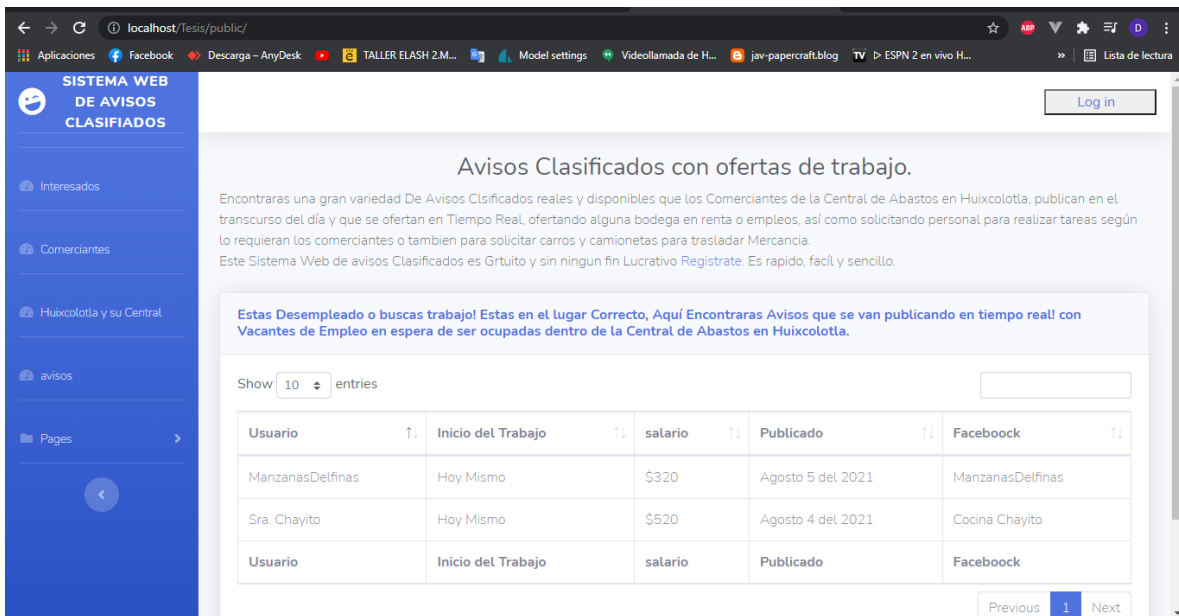 localhost/Tesis/public/
ABP
D
Aplicaciones
Facebook
Descarga – AnyDesk
TALLER ELASH 2.M...
Model settings
Videollamada de H...
jav-papercraft.blog
TV
ESPN 2 en vivo H...
»
Lista de lectura
SISTEMA WEB
DE AVISOS
CLASIFIADOS
Interesados
Comerciantes
Huixcolotla y su Central
avisos
Pages
Log in
Avisos Clasificados con ofertas de trabajo.
Encontraras una gran variedad De Avisos Clsificados reales y disponibles que los Comerciantes de la Central de Abastos en Huixcolotla, publican en el
transcurso del día y que se ofertan en Tiempo Real, ofertando alguna bodega en renta o empleos, así como solicitando personal para realizar tareas según
lo requieran los comerciantes o tambien para solicitar carros y camionetas para trasladar Mercancia.
Este Sistema Web de avisos Clasificados es Grtuito y sin ningun fin Lucrativo Registrate. Es rapido, facíl y sencillo.
Estas Desempleado o buscas trabajo! Estas en el lugar Correcto, Aquí Encontraras Avisos que se van publicando en tiempo real! con
Vacantes de Empleo en espera de ser ocupadas dentro de la Central de Abastos en Huixcolotla.
Show 10 entries
Usuario Inicio del Trabajo salario Publicado Faceboock
ManzanasDelfinas Hoy Mismo $320 Agosto 5 del 2021 ManzanasDelfinas
Sra. Chayito Hoy Mismo $520 Agosto 4 del 2021 Cocina Chayito
Usuario Inicio del Trabajo salario Publicado Faceboock
Previous 1 Next